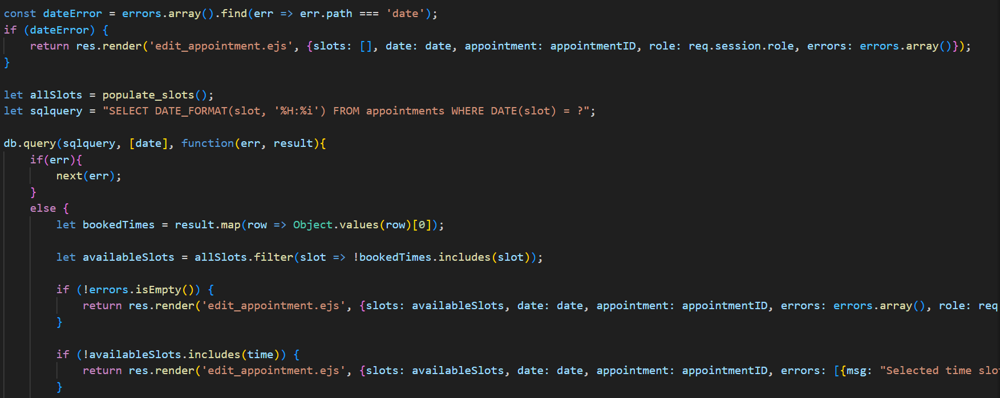 const dateError = errors.array().find(err => err.path === 'date');
if (dateError) {
    return res.render('edit_appointment.ejs', {slots: [], date: date, appointment: appointmentID, role: req.session.role, errors: errors.array()});
}
let allSlots = populate_slots();
let sqlquery = "SELECT DATE_FORMAT(slot, '%H:%i') FROM appointments WHERE DATE(slot) = ?";
db.query(sqlquery, [date], function(err, result){
    if(err){
        next(err);
    }
    else {
        let bookedTimes = result.map(row => Object.values(row)[0]);
        let availableSlots = allSlots.filter(slot => !bookedTimes.includes(slot));
        if (!errors.isEmpty()) {
            return res.render('edit_appointment.ejs', {slots: availableSlots, date: date, appointment: appointmentID, errors: errors.array(), role: req
        }
        if (!availableSlots.includes(time)) {
            return res.render('edit_appointment.ejs', {slots: availableSlots, date: date, appointment: appointmentID, errors: [{msg: "Selected time slo
        }